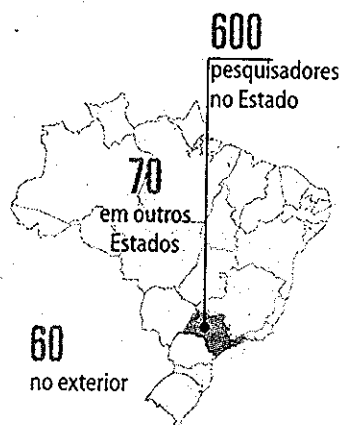 600
pesquisadores
no Estado
70
em outros
Estados
60
no exterior